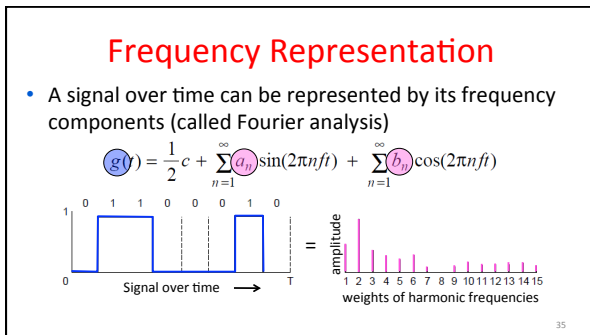 Frequency Representation
• A signal over time can be represented by its frequency
components (called Fourier analysis)
g(t) = 1/2 c + ∑_{n=1}^{∞} a_n sin(2πnft) + ∑_{n=1}^{∞} b_n cos(2πnft)
0 1 1 0 0 0 1 0
1
0
T
Signal over time
=
amplitude
1 2 3 4 5 6 7 8 9 10 11 12 13 14 15
weights of harmonic frequencies
35